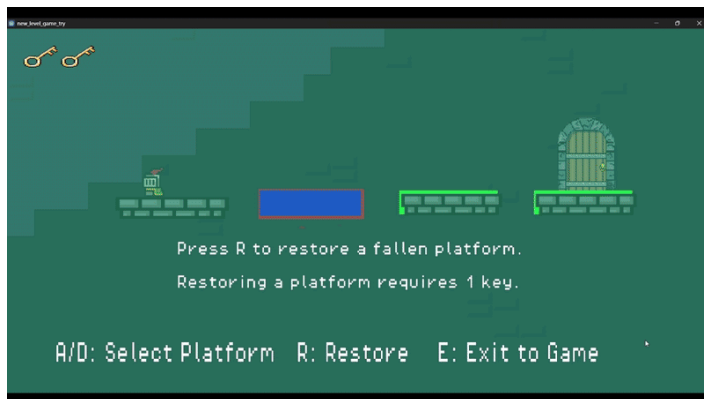 new_level_game_try
Press R to restore a fallen platform.
Restoring a platform requires 1 key.
A/D: Select Platform R: Restore E: Exit to Game